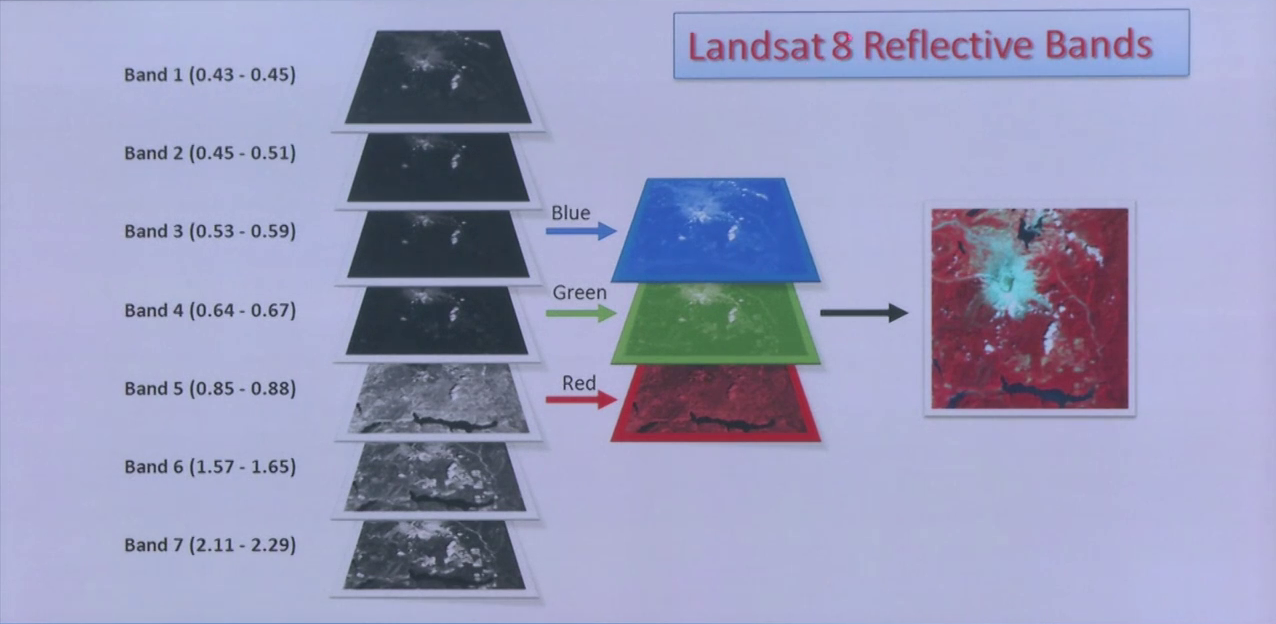 Landsat 8 Reflective Bands
Band 1 (0.43 - 0.45)
Band 2 (0.45 - 0.51)
Band 3 (0.53 - 0.59)
Blue
Band 4 (0.64 - 0.67)
Green
Band 5 (0.85 - 0.88)
Red
Band 6 (1.57 - 1.65)
Band 7 (2.11 - 2.29)